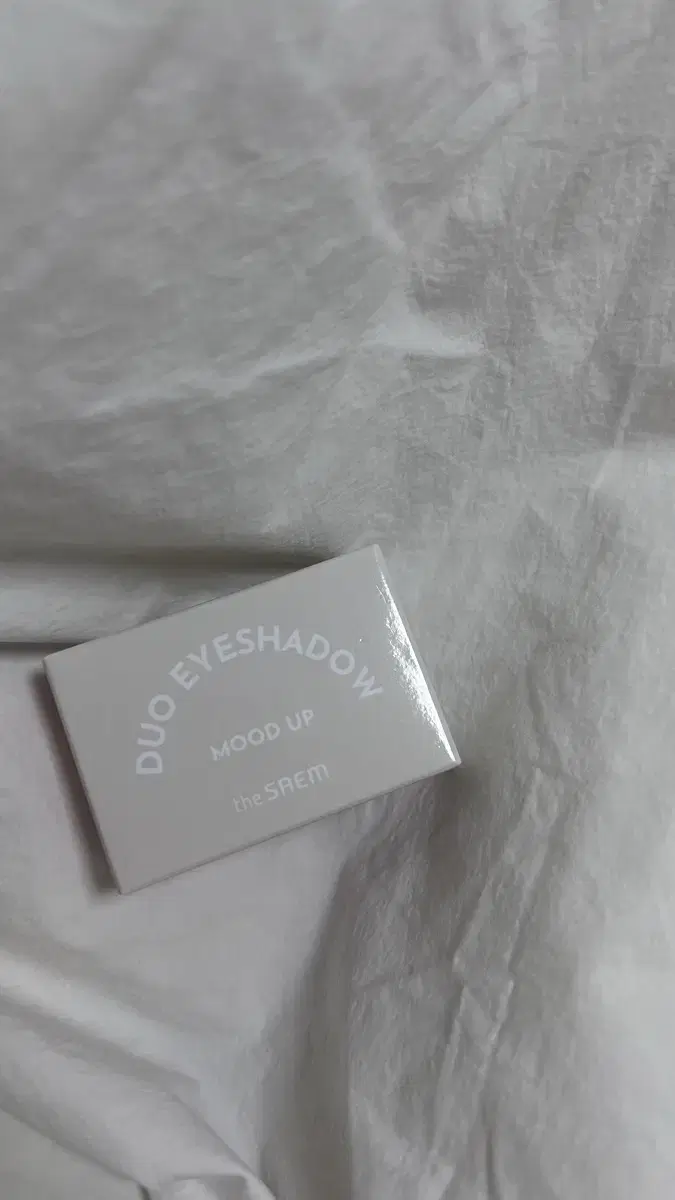 DUO EYESHADOW
MOOD UP
the SAEM